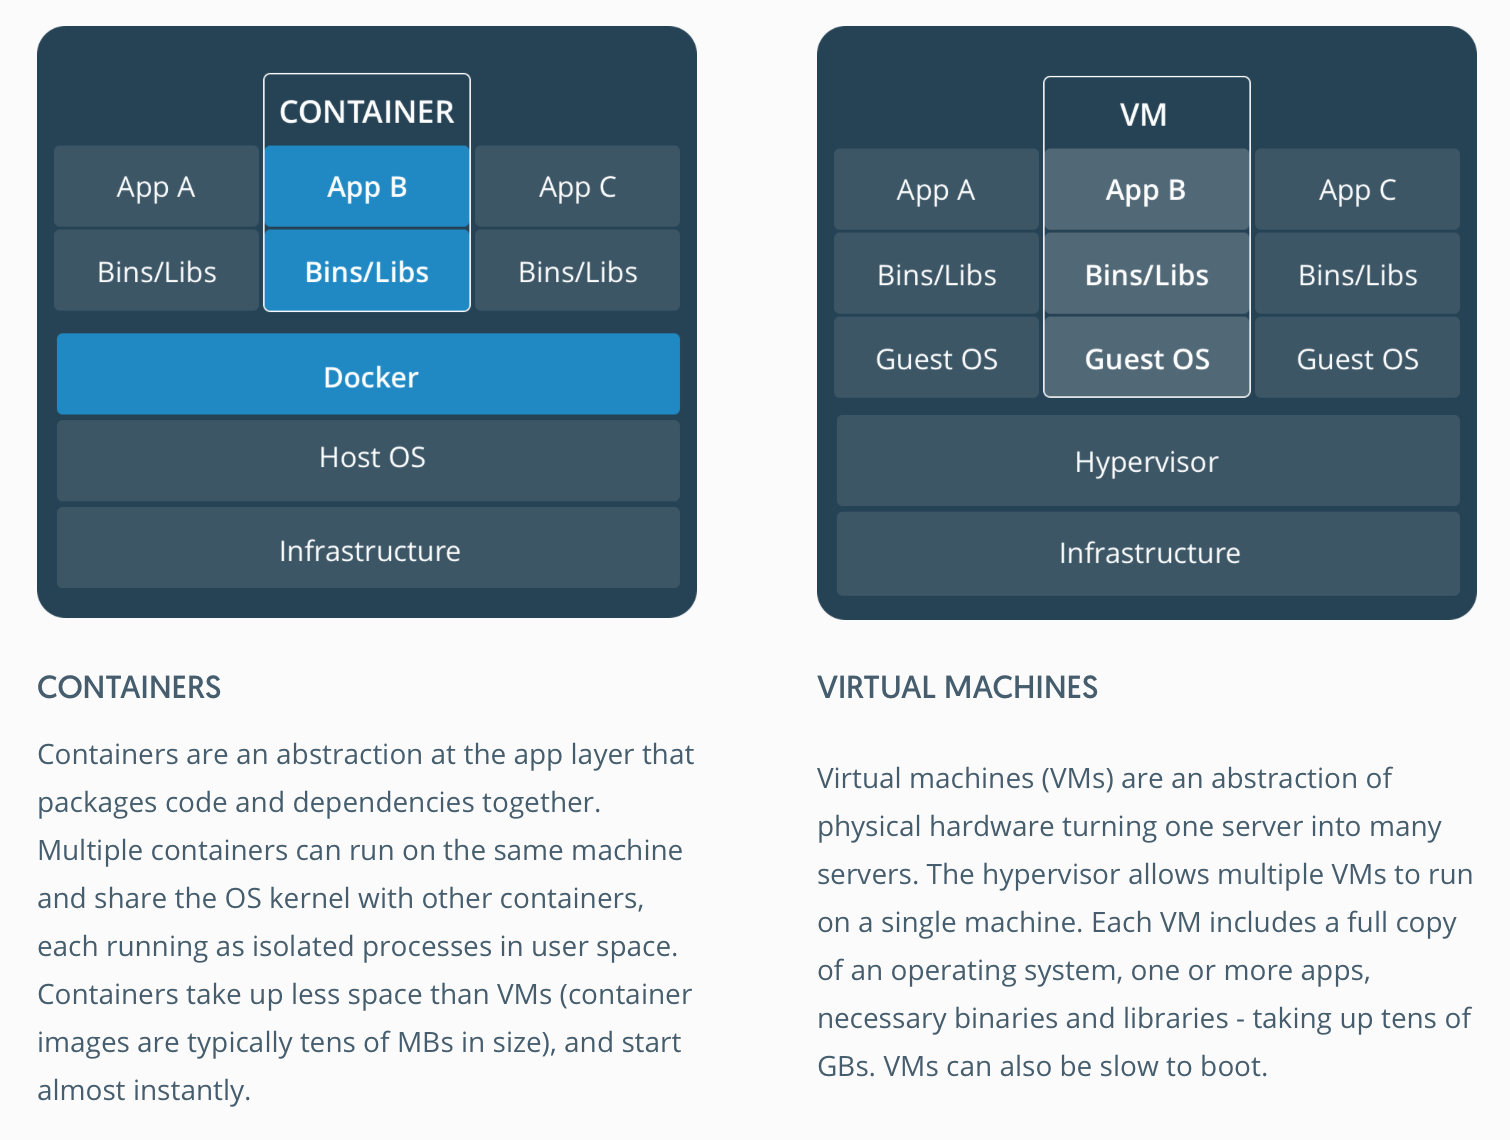 CONTAINER
App A
App B
App C
Bins/Libs
Bins/Libs
Bins/Libs
Docker
Host OS
Infrastructure
CONTAINERS
Containers are an abstraction at the app layer that
packages code and dependencies together.
Multiple containers can run on the same machine
and share the OS kernel with other containers,
each running as isolated processes in user space.
Containers take up less space than VMs (container
images are typically tens of MBs in size), and start
almost instantly.
VM
App A
App B
App C
Bins/Libs
Bins/Libs
Bins/Libs
Guest OS
Guest OS
Guest OS
Hypervisor
Infrastructure
VIRTUAL MACHINES
Virtual machines (VMs) are an abstraction of
physical hardware turning one server into many
servers. The hypervisor allows multiple VMs to run
on a single machine. Each VM includes a full copy
of an operating system, one or more apps,
necessary binaries and libraries - taking up tens of
GBs. VMs can also be slow to boot.